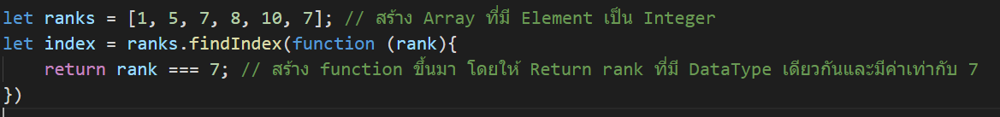 let ranks = [1, 5, 7, 8, 10, 7]; // สร้าง Array ที่มี Element เป็น Integer
let index = ranks.findIndex(function (rank){
    return rank === 7; // สร้าง function ขึ้นมา โดยให้ Return rank ที่มี DataType เดียวกันและมีค่าเท่ากับ 7
})